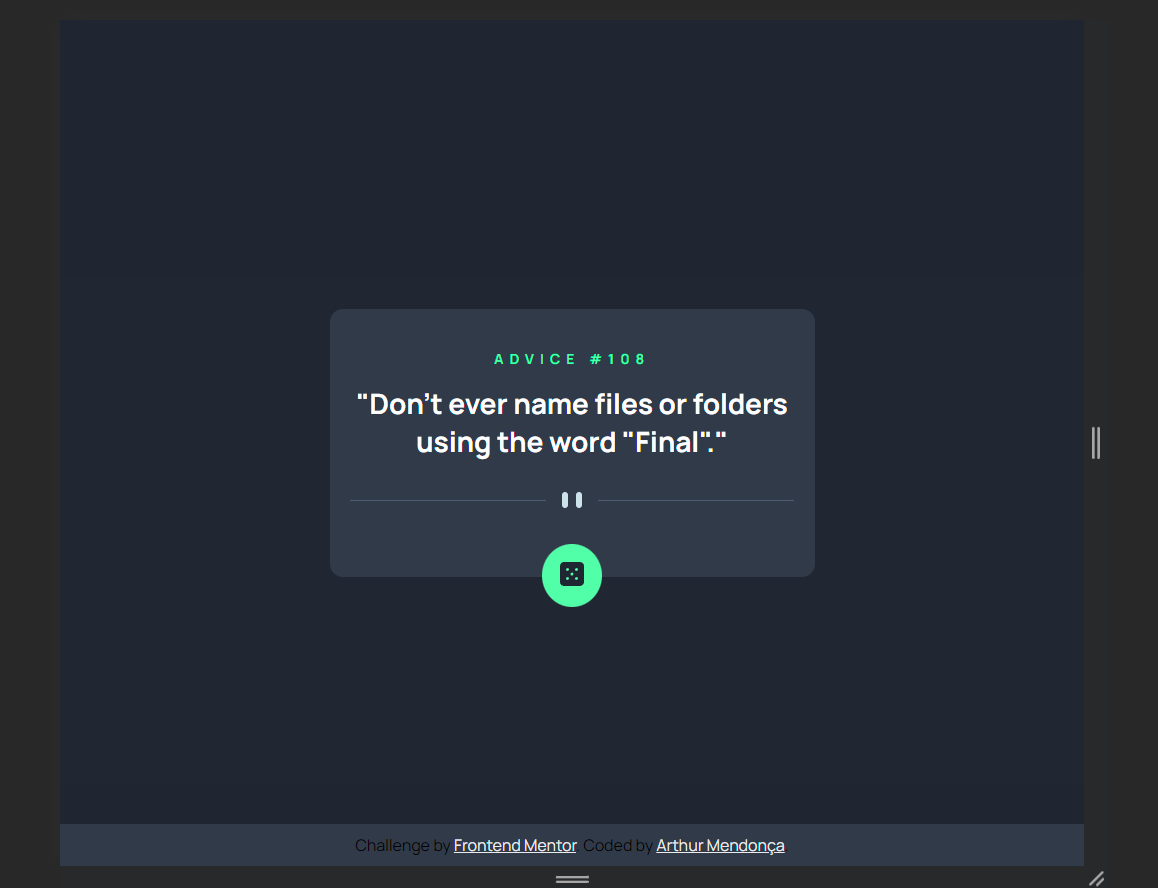 ADVICE #108
"Don't ever name files or folders
using the word "Final"."
Challenge by Frontend Mentor. Coded by Arthur Mendonça.